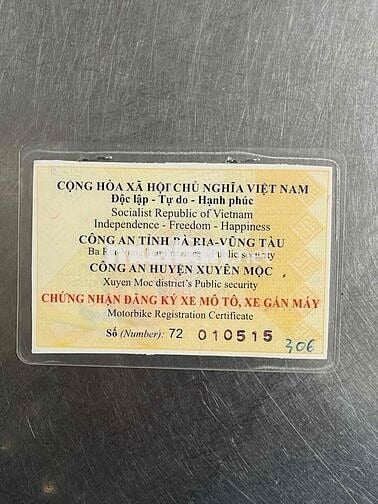 CỘNG HÒA XÃ HỘI CHỦ NGHĨA VIỆT NAM
Độc lập - Tự do - Hạnh phúc
Socialist Republic of Vietnam
Independence - Freedom - Happiness
CÔNG AN TỈNH BÀ RỊA-VŨNG TÀU
Ba Public security
CÔNG AN HUYỆN XUYÊN MỘC
Xuyen Moc district's Public security
CHỨNG NHẬN ĐĂNG KÝ XE MÔ TÔ, XE GẮN MÁY
Motorbike Registration Certificate
Số (Number): 72 010515
306